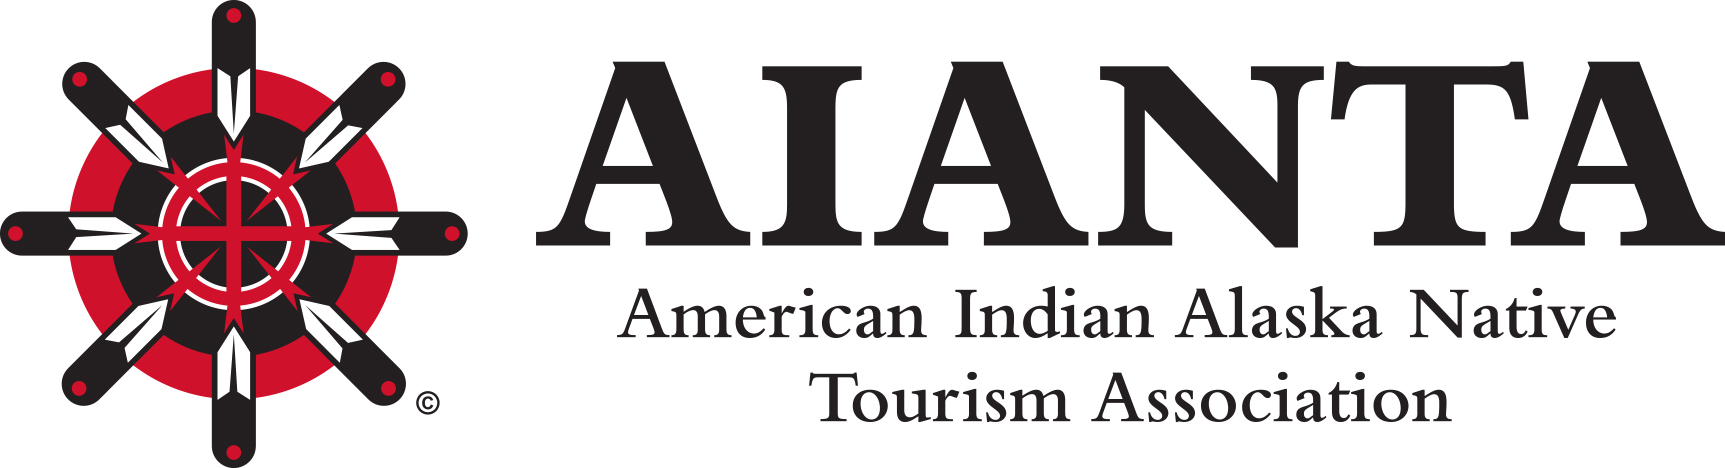 AIANTA
American Indian Alaska Native
Tourism Association
©